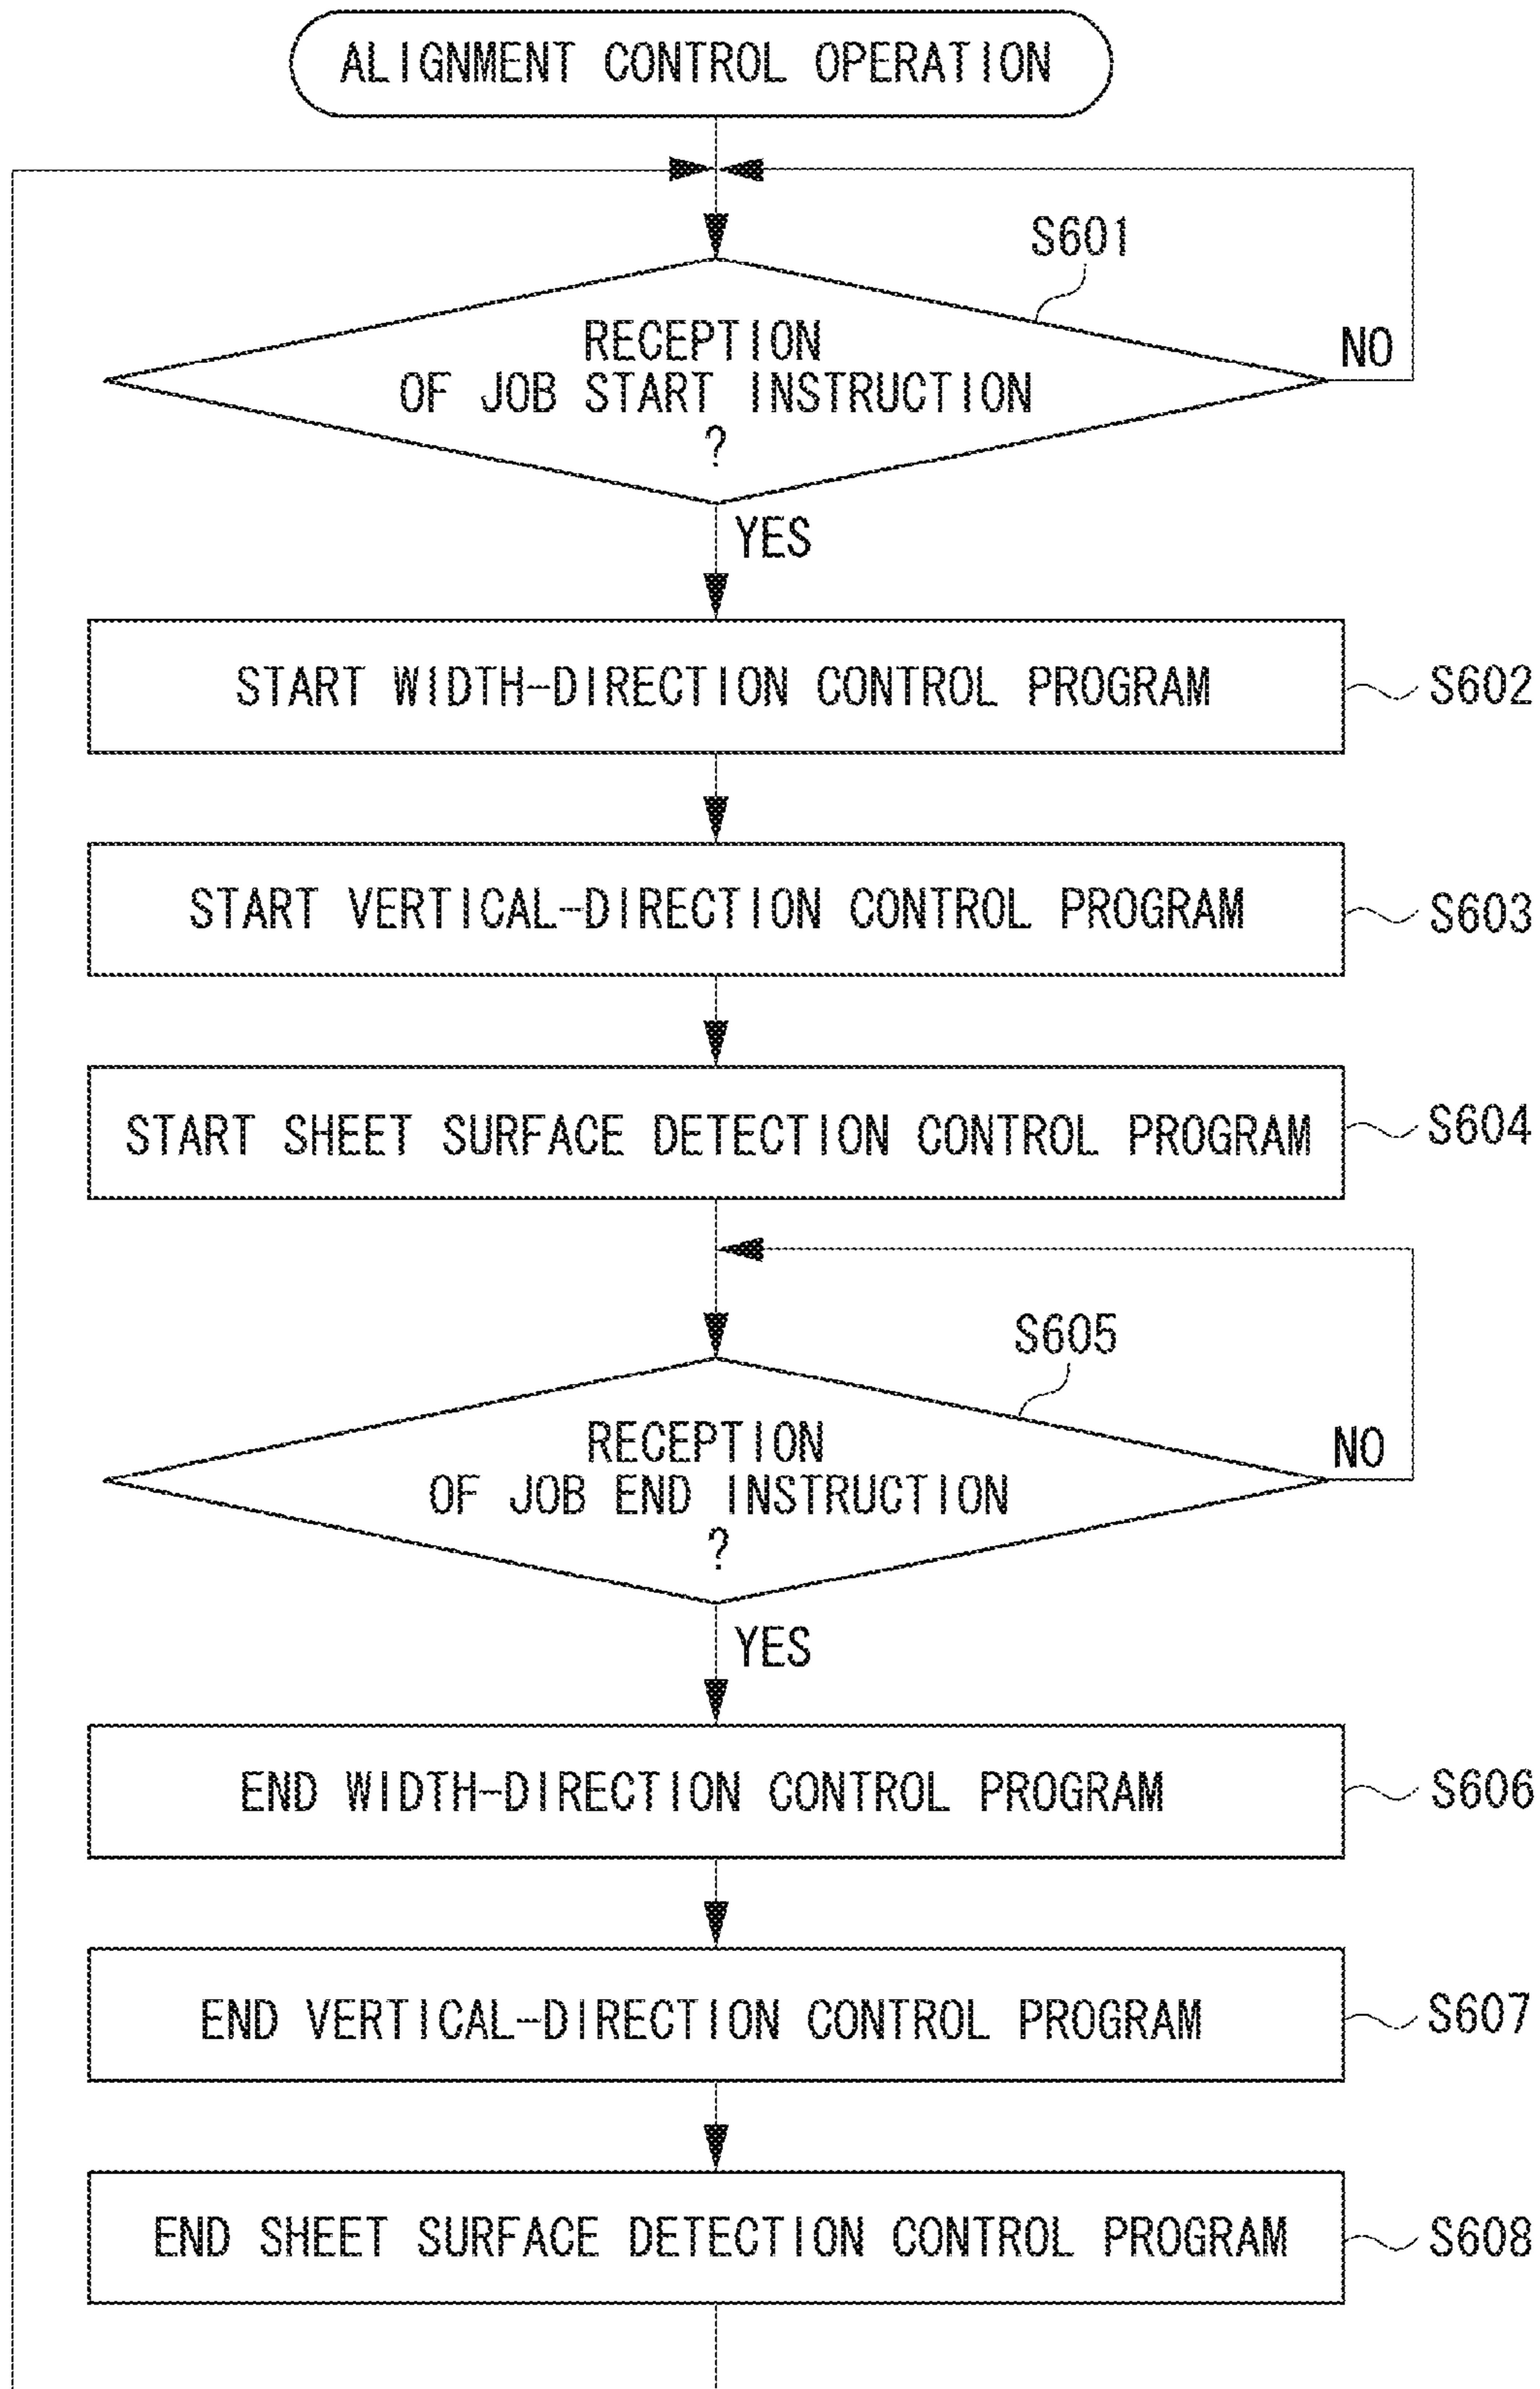 ALIGNMENT CONTROL OPERATION
S601
RECEPTION
OF JOB START INSTRUCTION
?
NO
YES
START WIDTH-DIRECTION CONTROL PROGRAM
S602
START VERTICAL-DIRECTION CONTROL PROGRAM
S603
START SHEET SURFACE DETECTION CONTROL PROGRAM
S604
S605
RECEPTION
OF JOB END INSTRUCTION
?
NO
YES
END WIDTH-DIRECTION CONTROL PROGRAM
S606
END VERTICAL-DIRECTION CONTROL PROGRAM
S607
END SHEET SURFACE DETECTION CONTROL PROGRAM
S608